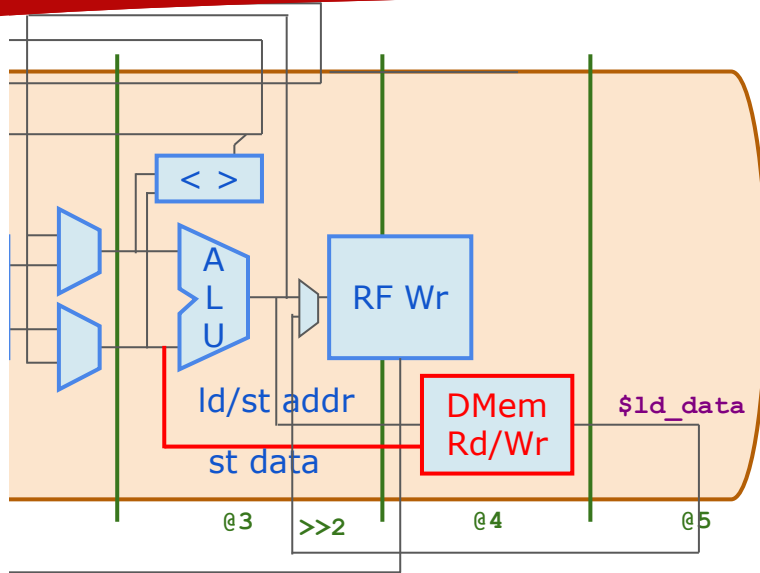 < >
A
L
U
RF Wr
ld/st addr
DMem
Rd/Wr
$ld_data
st data
@3
>>2
@4
@5